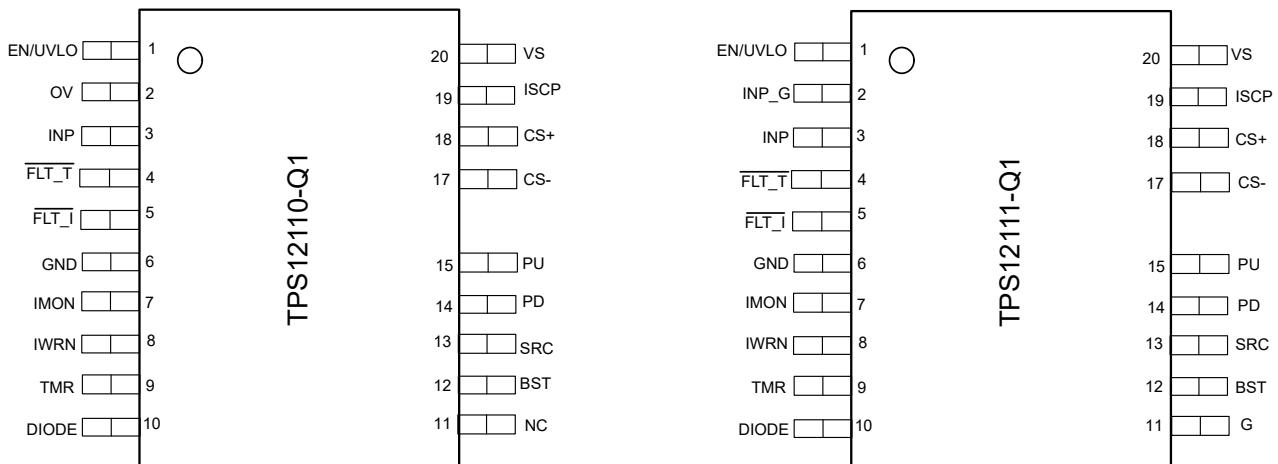 EN/UVLO 1
OV 2
INP 3
FLT_T 4
FLT_I 5
GND 6
IMON 7
IWRN 8
TMR 9
DIODE 10
TPS12110-Q1
20 VS
19 ISCP
18 CS+
17 CS-
15 PU
14 PD
13 SRC
12 BST
11 NC
EN/UVLO 1
INP_G 2
INP 3
FLT_T 4
FLT_I 5
GND 6
IMON 7
IWRN 8
TMR 9
DIODE 10
TPS12111-Q1
20 VS
19 ISCP
18 CS+
17 CS-
15 PU
14 PD
13 SRC
12 BST
11 G